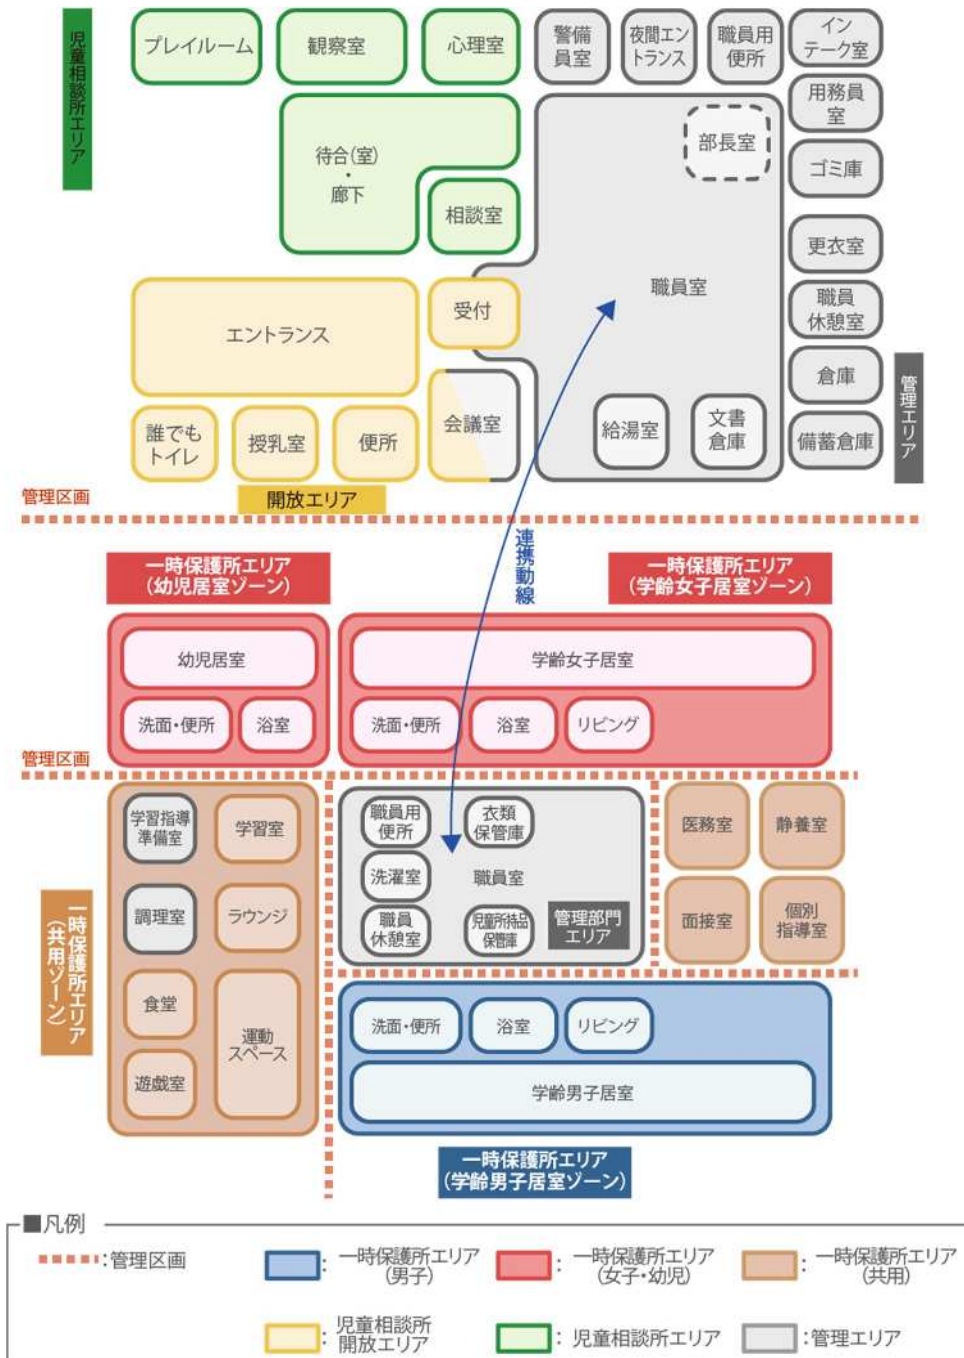 児童相談所エリア
プレイルーム
観察室
心理室
警備
員室
夜間エン
トランス
職員用
便所
イン
テーク室
用務員
室
ゴミ庫
更衣室
職員
休憩室
倉庫
備蓄倉庫
管理エリア
待合(室)
・
廊下
相談室
部長室
職員室
エントランス
受付
誰でも
トイレ
授乳室
便所
会議室
給湯室
文書
倉庫
開放エリア
管理区画
連携動線
一時保護所エリア
(幼児居室ゾーン)
一時保護所エリア
(学齢女子居室ゾーン)
幼児居室
洗面・便所
浴室
学齢女子居室
洗面・便所
浴室
リビング
管理区画
一時保護所エリア
(共用ゾーン)
学習指導
準備室
学習室
調理室
ラウンジ
食堂
運動
スペース
遊戯室
職員用
便所
衣類
保管庫
洗濯室
職員室
職員
休憩室
児童所持品
保管庫
管理部門
エリア
医務室
静養室
面接室
個別
指導室
洗面・便所
浴室
リビング
学齢男子居室
一時保護所エリア
(学齢男子居室ゾーン)
■凡例
:管理区画
: 一時保護所エリア
(男子)
: 一時保護所エリア
(女子・幼児)
: 一時保護所エリア
(共用)
: 児童相談所
開放エリア
: 児童相談所エリア
:管理エリア